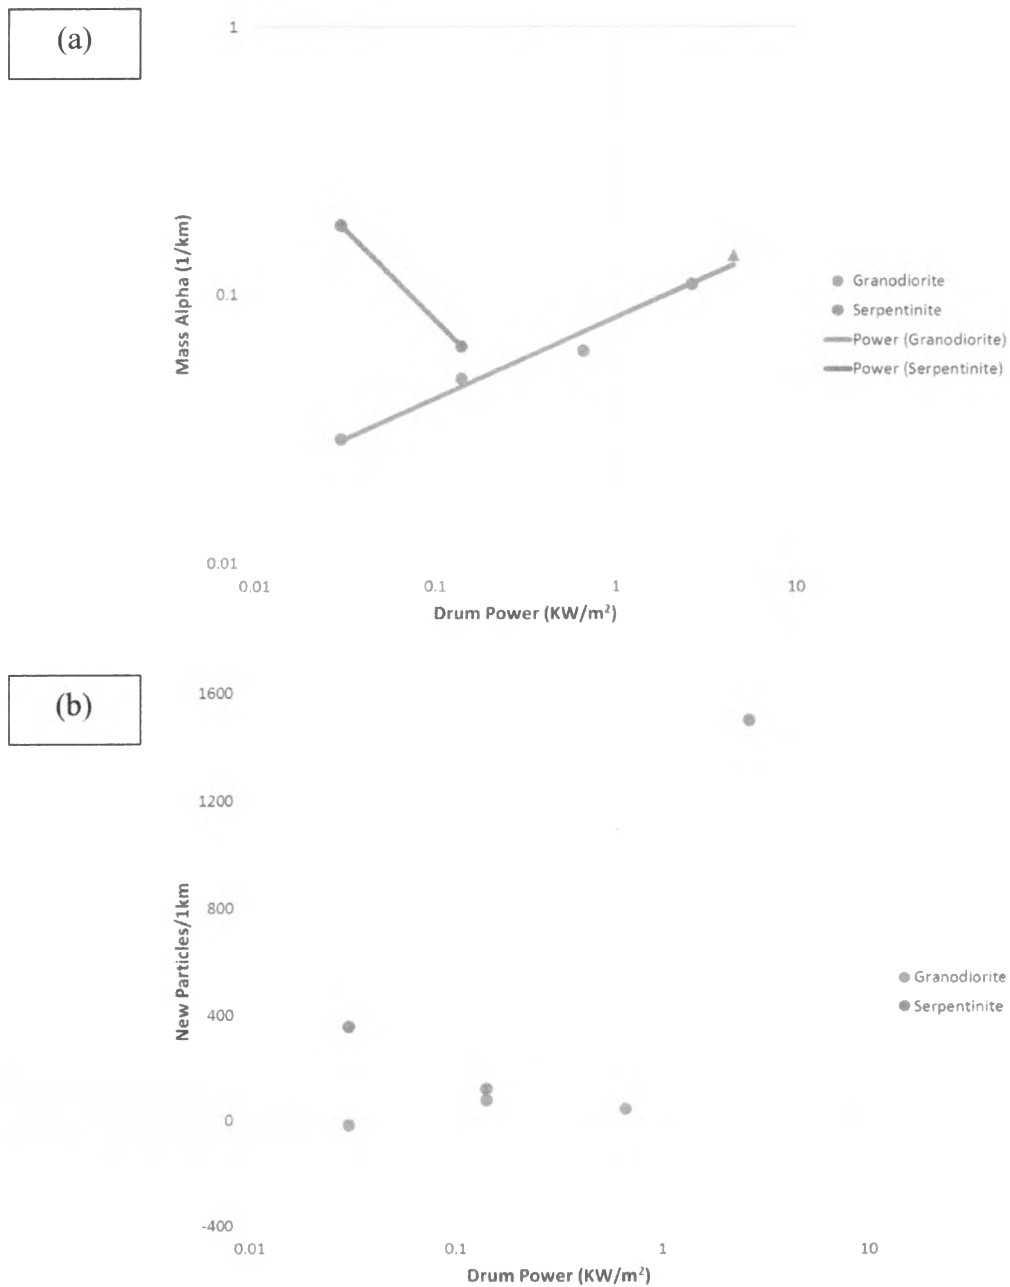 (a)
1
0.1
0.01
Mass Alpha (1/km)
0.01 0.1 1 10
Drum Power (KW/m²)
Granodiorite
Serpentinite
Power (Granodiorite)
Power (Serpentinite)
(b)
1600
1200
800
400
0
-400
New Particles/1km
0.01 0.1 1 10
Drum Power (KW/m²)
Granodiorite
Serpentinite